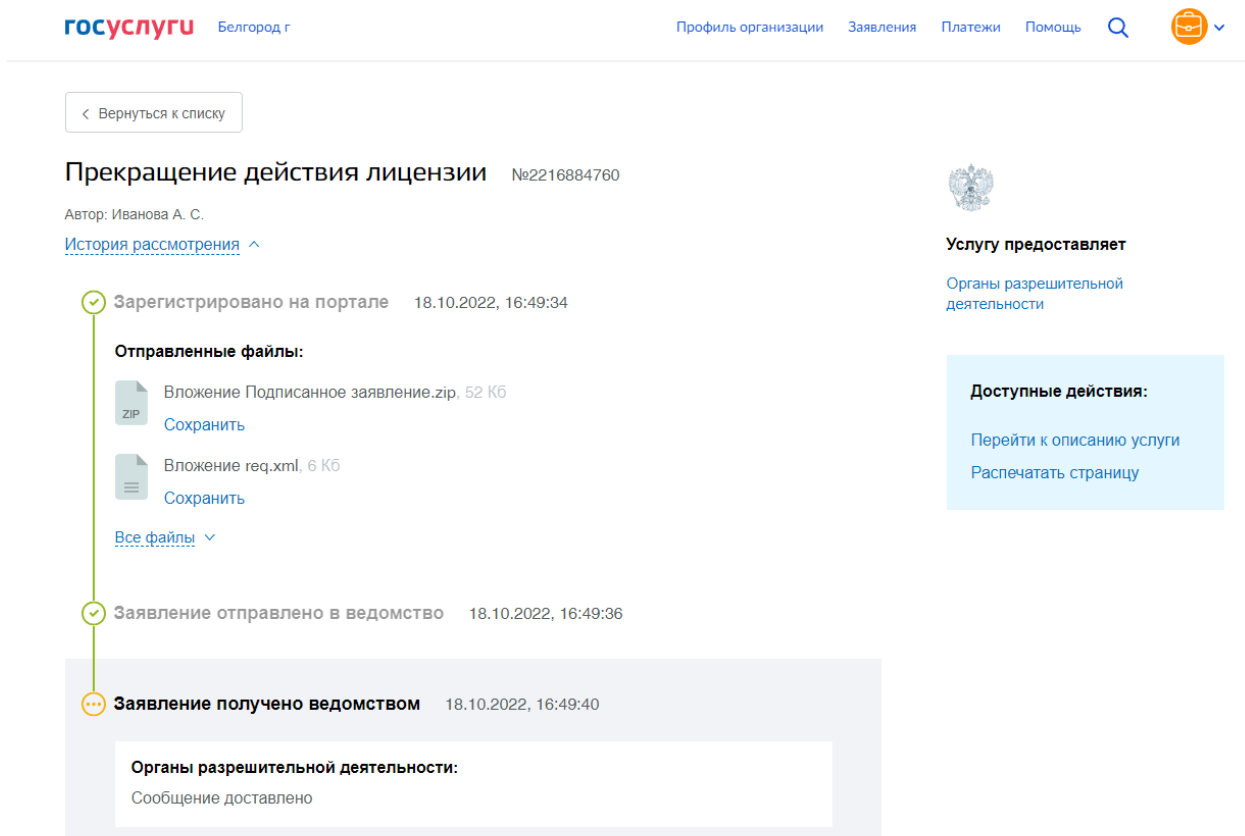 госуслуги Белгород г Профиль организации Заявления Платежи Помощь
Вернуться к списку
Прекращение действия лицензии №2216884760
Автор: Иванова А. С.
История рассмотрения
Зарегистрировано на портале 18.10.2022, 16:49:34
Отправленные файлы:
Вложение Подписанное заявление.zip, 52 Кб
ZIP
Сохранить
Вложение req.xml, 6 Кб
Сохранить
Все файлы
Заявление отправлено в ведомство 18.10.2022, 16:49:36
Заявление получено ведомством 18.10.2022, 16:49:40
Органы разрешительной деятельности:
Сообщение доставлено
Услугу предоставляет
Органы разрешительной
деятельности
Доступные действия:
Перейти к описанию услуги
Распечатать страницу